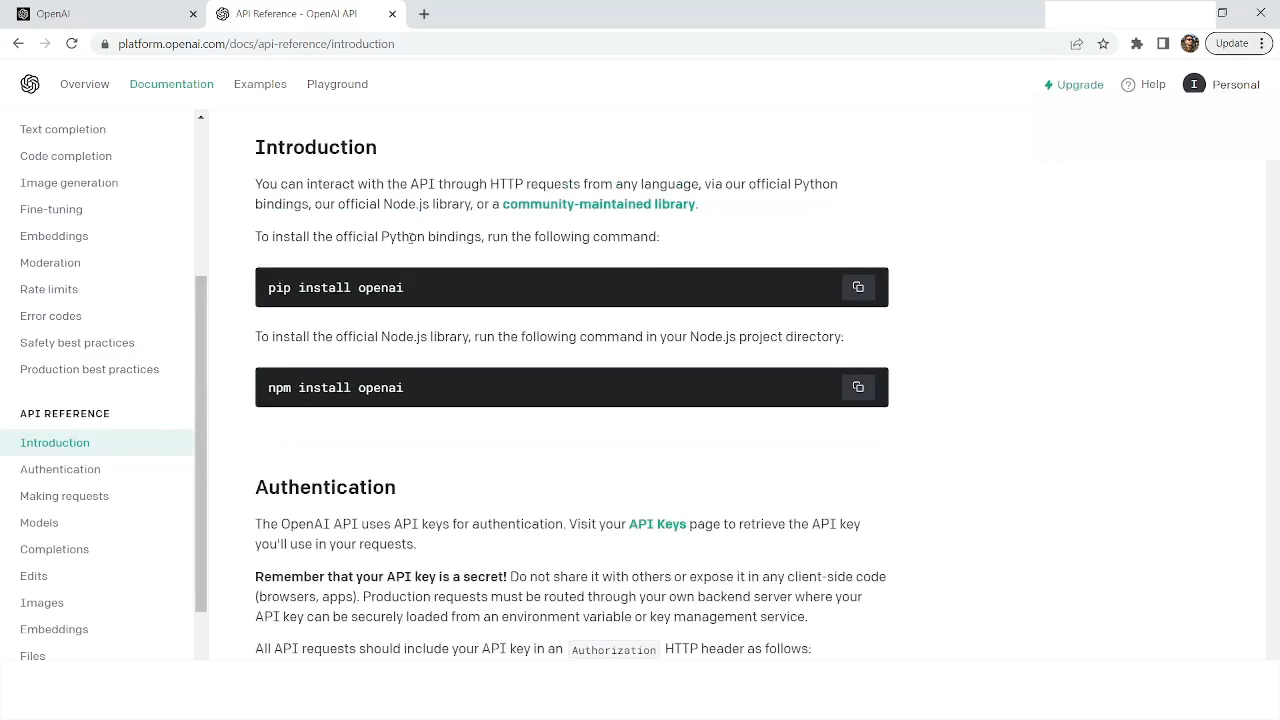 OpenAI
API Reference - OpenAI API
platform.openai.com/docs/api-reference/introduction
Update
Overview
Documentation
Examples
Playground
Upgrade
Help
I
Personal
Text completion
Code completion
Image generation
Fine-tuning
Embeddings
Moderation
Rate limits
Error codes
Safety best practices
Production best practices
API REFERENCE
Introduction
Authentication
Making requests
Models
Completions
Edits
Images
Embeddings
Files
Introduction
You can interact with the API through HTTP requests from any language, via our official Python
bindings, our official Node.js library, or a community-maintained library.
To install the official Python bindings, run the following command:
pip install openai
To install the official Node.js library, run the following command in your Node.js project directory:
npm install openai
Authentication
The OpenAI API uses API keys for authentication. Visit your API Keys page to retrieve the API key
you'll use in your requests.
Remember that your API key is a secret! Do not share it with others or expose it in any client-side code
(browsers, apps). Production requests must be routed through your own backend server where your
API key can be securely loaded from an environment variable or key management service.
All API requests should include your API key in an Authorization HTTP header as follows: